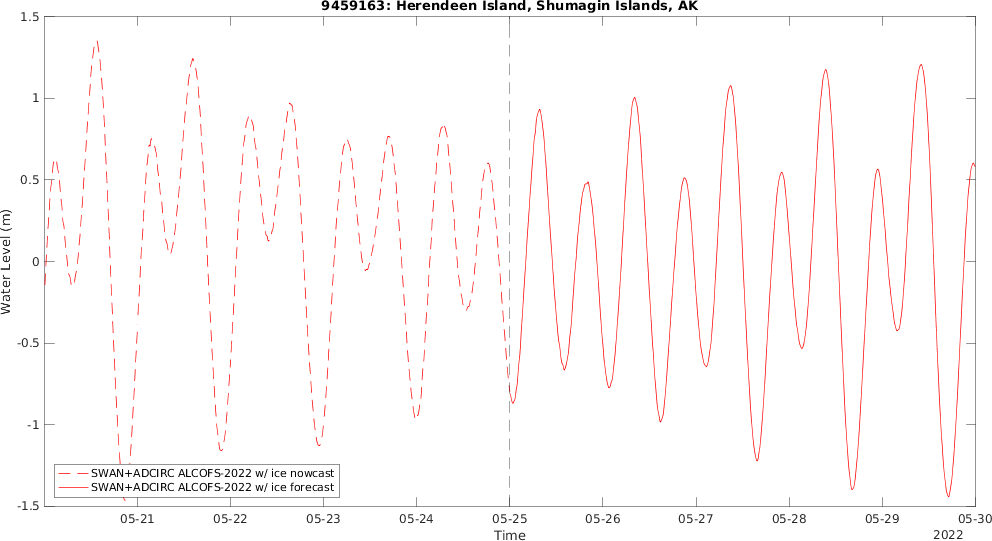 9459163: Herendeen Island, Shumagin Islands, AK
1.5
1
0.5
0
-0.5
-1
-1.5
Water Level (m)
SWAN+ADCIRC ALCOFS-2022 w/ ice nowcast
SWAN+ADCIRC ALCOFS-2022 w/ ice forecast
05-21 05-22 05-23 05-24 05-25 05-26 05-27 05-28 05-29 05-30
Time
2022